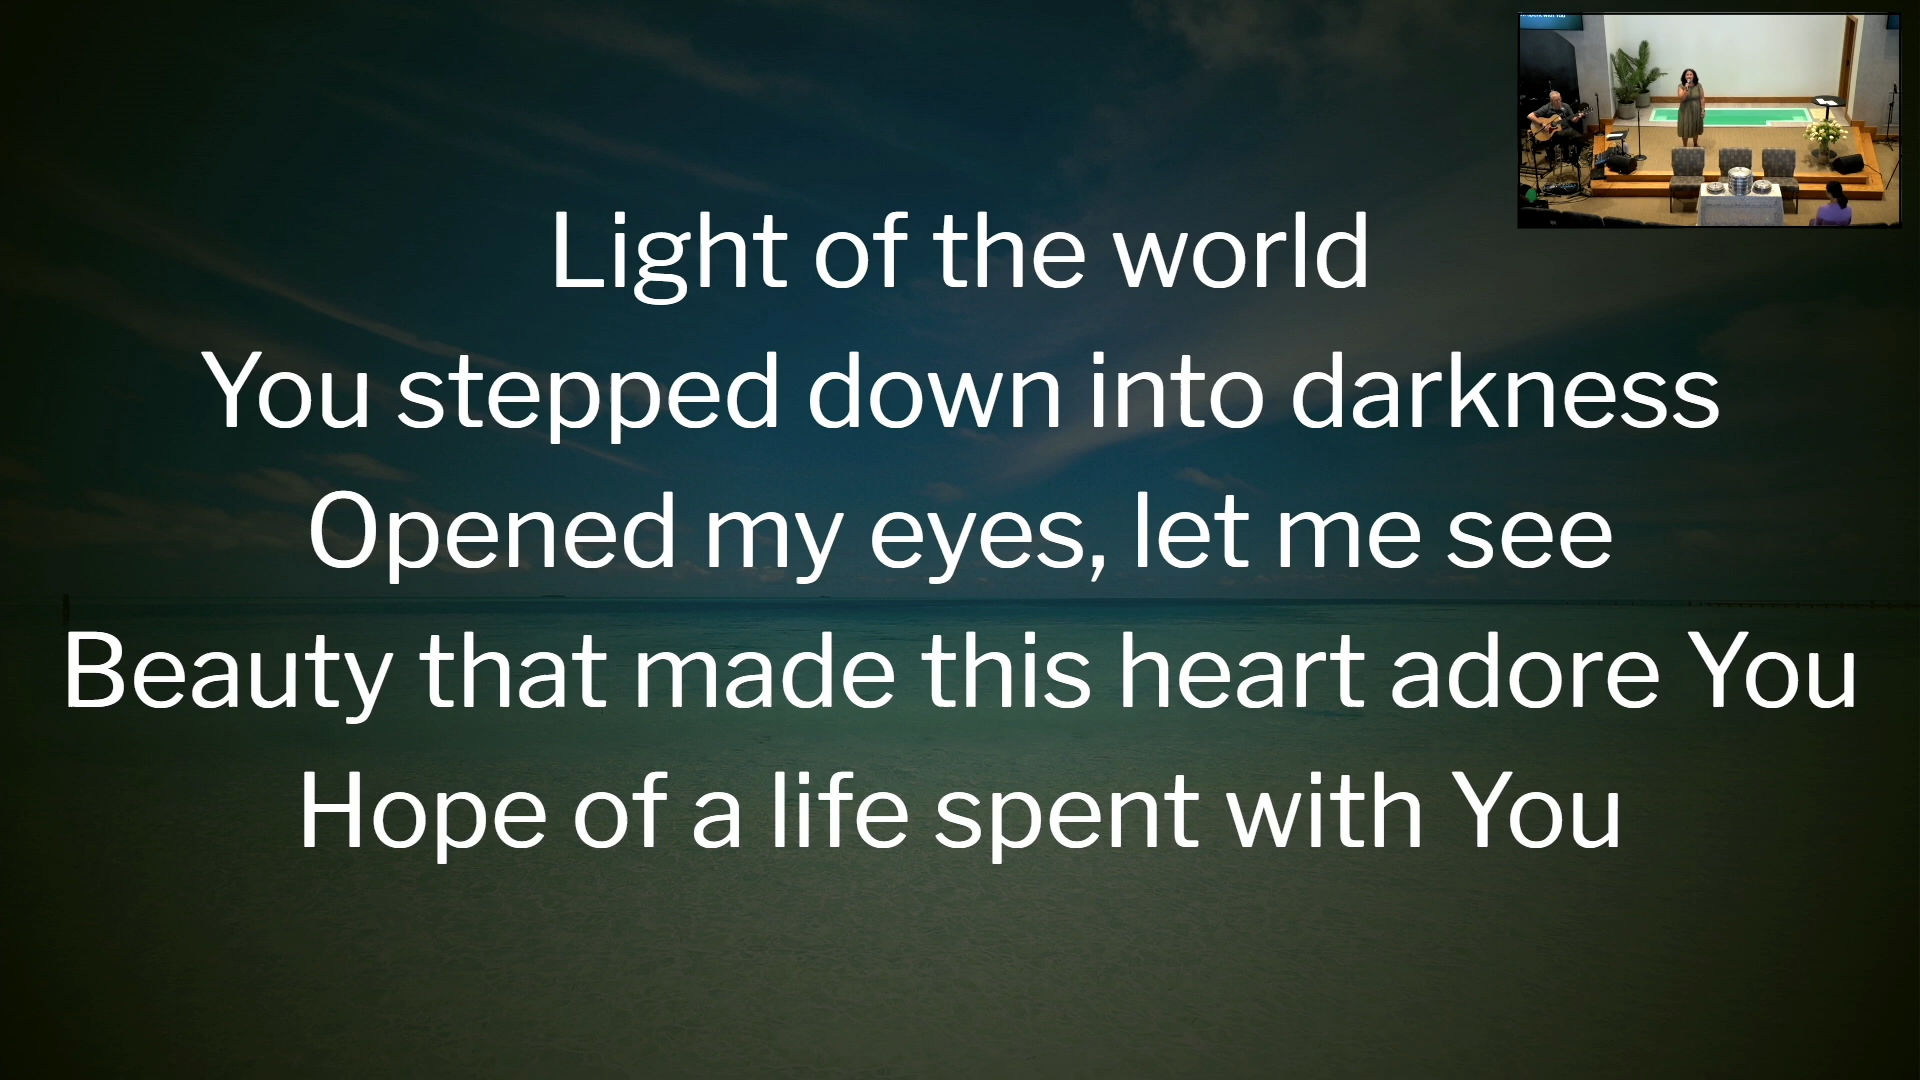 Light of the world
You stepped down into darkness
Opened my eyes, let me see
Beauty that made this heart adore You
Hope of a life spent with You